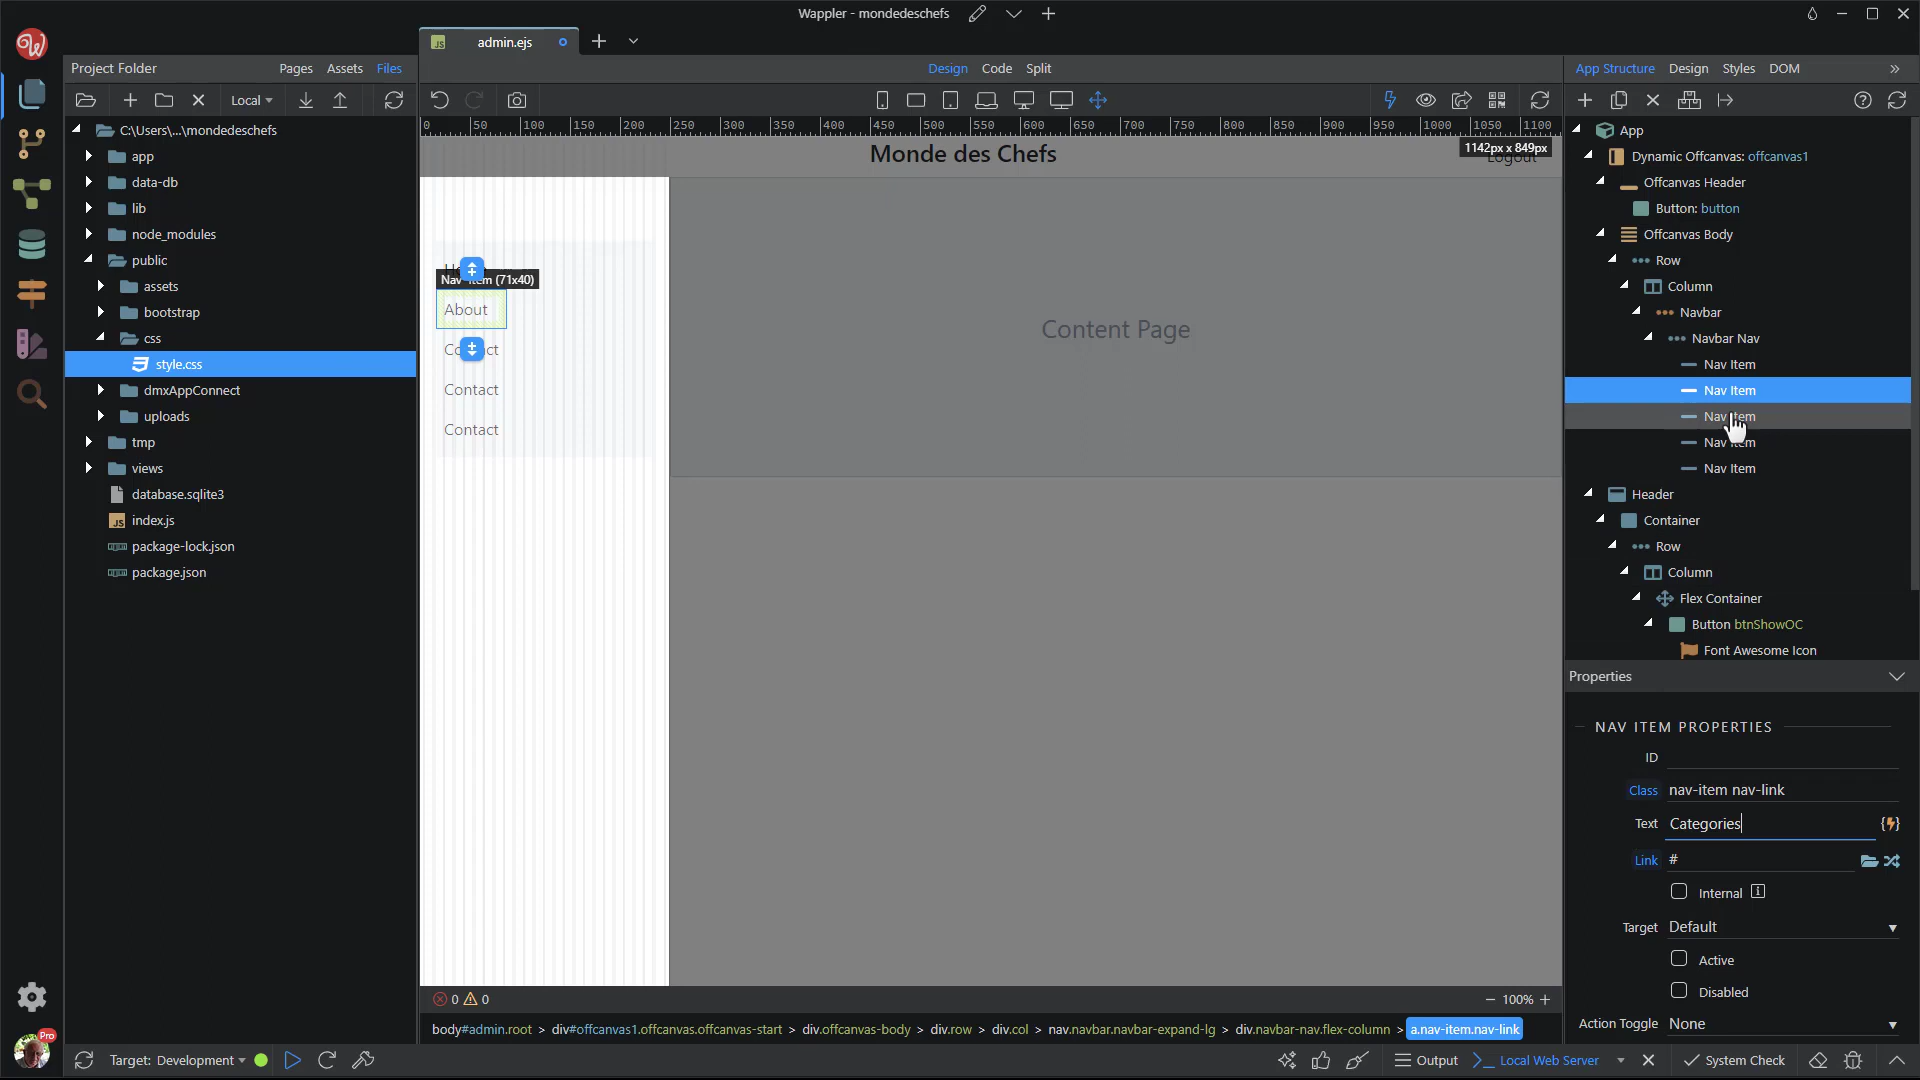 Wappler - mondedeschefs
admin.ejs
Project Folder
Pages
Assets
Files
Design
Code
Split
App Structure
Design
Styles
DOM
Local
C:\Users\...\mondedeschefs
app
data-db
lib
node_modules
public
assets
bootstrap
css
style.css
dmxAppConnect
uploads
tmp
views
database.sqlite3
index.js
package-lock.json
package.json
0 50 100 150 200 250 300 350 400 450 500 550 600 650 700 750 800 850 900 950 1000 1050 1100
1142px x 849px
Monde des Chefs
Logout
Nav Item (71x40)
About
Contact
Contact
Contact
Content Page
App
Dynamic Offcanvas: offcanvas1
Offcanvas Header
Button: button
Offcanvas Body
Row
Column
Navbar
Navbar Nav
Nav Item
Nav Item
Nav Item
Nav Item
Nav Item
Header
Container
Row
Column
Flex Container
Button btnShowOC
Font Awesome Icon
Properties
NAV ITEM PROPERTIES
ID
Class nav-item nav-link
Text Categories
Link #
Internal
Target Default
Active
Disabled
Action Toggle None
0 0
100%
body#admin.root > div#offcanvas1.offcanvas.offcanvas-start > div.offcanvas-body > div.row > div.col > nav.navbar.navbar-expand-lg > div.navbar-nav.flex-column > a.nav-item.nav-link
Pro
Target: Development
Output
Local Web Server
System Check